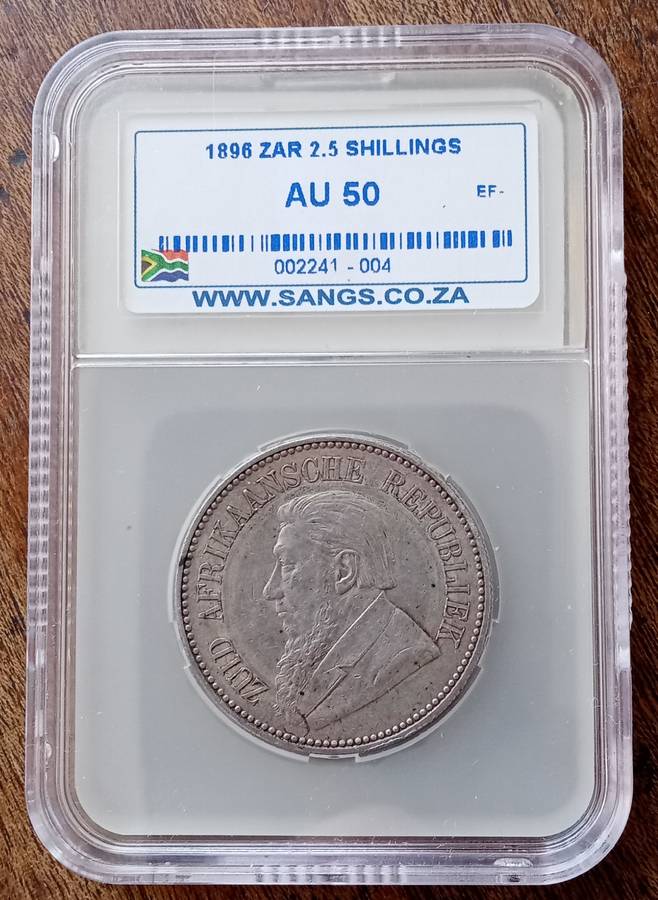 1896 ZAR 2.5 SHILLINGS
AU 50
EF-
002241 - 004
WWW.SANGS.CO.ZA
ZUID AFRIKAANSCHE REPUBLIEK